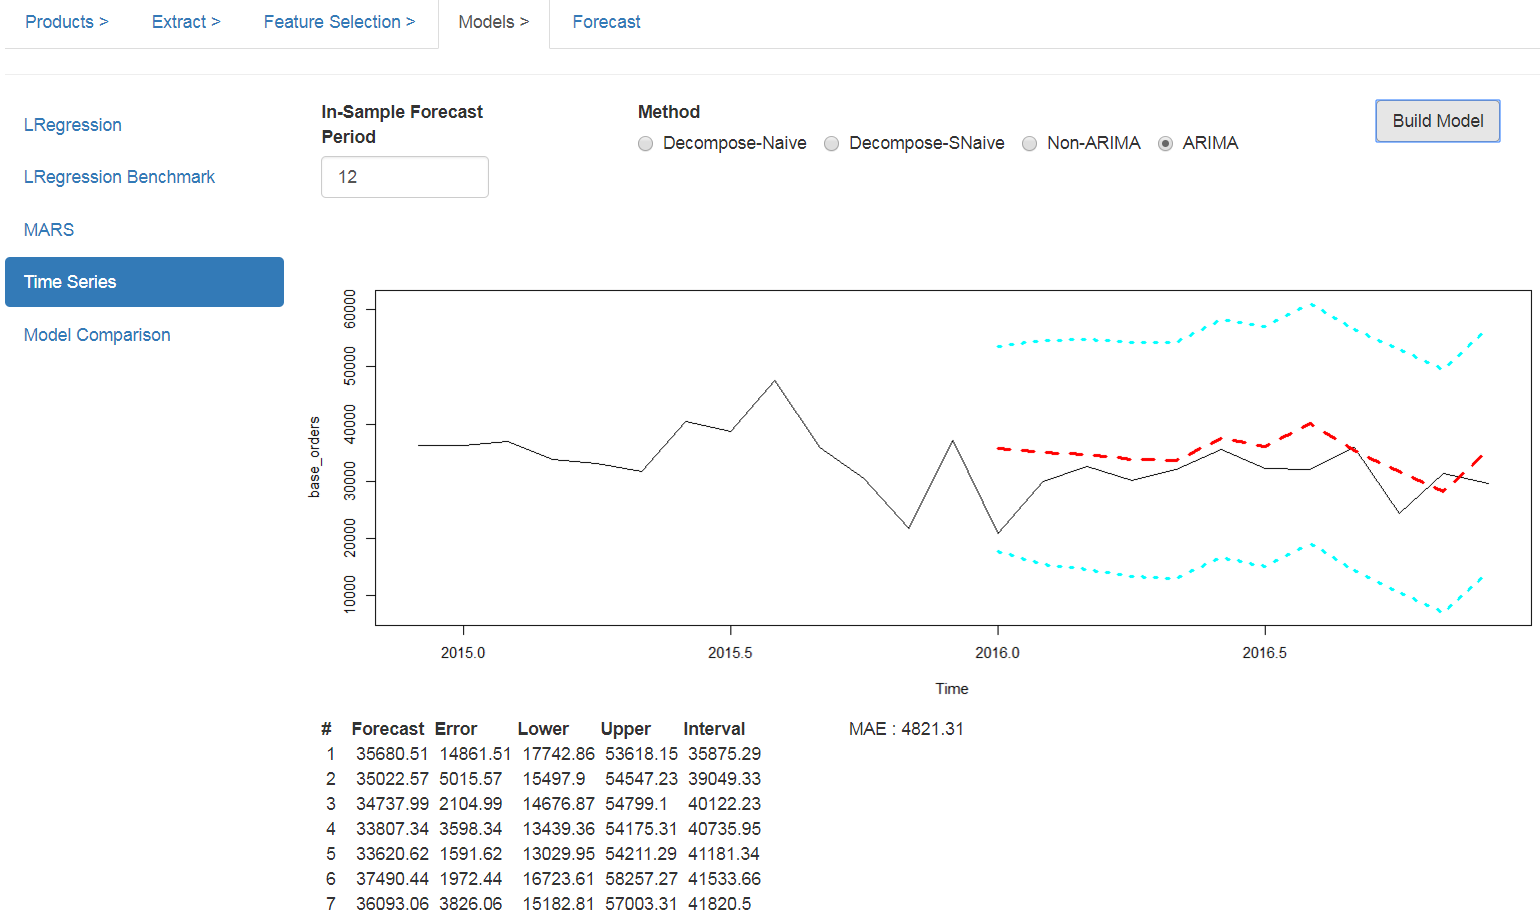 Products > Extract > Feature Selection > Models > Forecast
LRegression
LRegression Benchmark
MARS
Time Series
Model Comparison
In-Sample Forecast
Period
12
Method
Decompose-Naive Decompose-SNaive Non-ARIMA ARIMA
Build Model
base_orders
60000
50000
40000
30000
20000
10000
2015.0 2015.5 2016.0 2016.5
Time
# Forecast Error Lower Upper Interval
1 35680.51 14861.51 17742.86 53618.15 35875.29
2 35022.57 5015.57 15497.9 54547.23 39049.33
3 34737.99 2104.99 14676.87 54799.1 40122.23
4 33807.34 3598.34 13439.36 54175.31 40735.95
5 33620.62 1591.62 13029.95 54211.29 41181.34
6 37490.44 1972.44 16723.61 58257.27 41533.66
7 36093.06 3826.06 15182.81 57003.31 41820.5
MAE : 4821.31